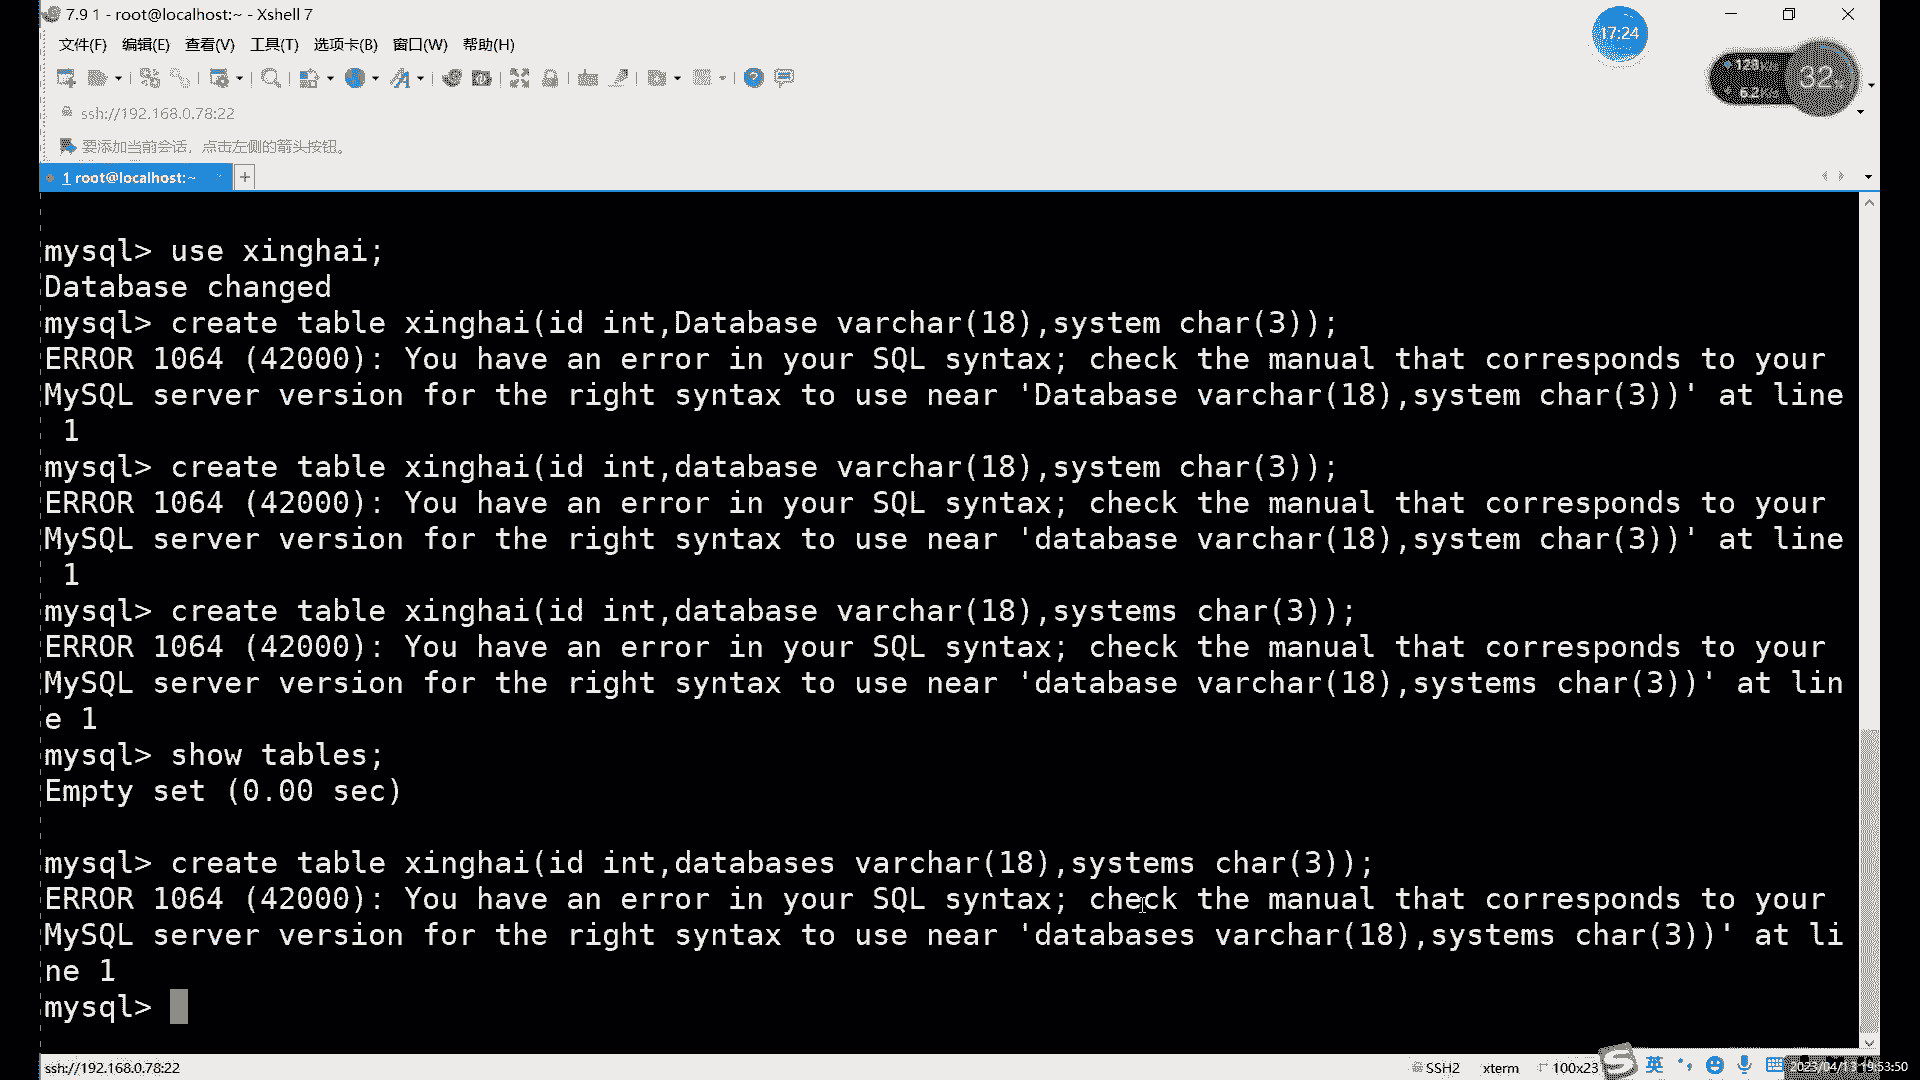 7.9 1 - root@localhost:~ - Xshell 7
17:24
文件(F) 编辑(E) 查看(V) 工具(T) 选项卡(B) 窗口(W) 帮助(H)
32%
ssh://192.168.0.78:22
要添加当前会话，点击左侧的箭头按钮。
1 root@localhost:~
mysql> use xinghai;
Database changed
mysql> create table xinghai(id int,Database varchar(18),system char(3));
ERROR 1064 (42000): You have an error in your SQL syntax; check the manual that corresponds to your
MySQL server version for the right syntax to use near 'Database varchar(18),system char(3))' at line
1
mysql> create table xinghai(id int,database varchar(18),system char(3));
ERROR 1064 (42000): You have an error in your SQL syntax; check the manual that corresponds to your
MySQL server version for the right syntax to use near 'database varchar(18),system char(3))' at line
1
mysql> create table xinghai(id int,database varchar(18),systems char(3));
ERROR 1064 (42000): You have an error in your SQL syntax; check the manual that corresponds to your
MySQL server version for the right syntax to use near 'database varchar(18),systems char(3))' at lin
e 1
mysql> show tables;
Empty set (0.00 sec)
mysql> create table xinghai(id int,databases varchar(18),systems char(3));
ERROR 1064 (42000): You have an error in your SQL syntax; check the manual that corresponds to your
MySQL server version for the right syntax to use near 'databases varchar(18),systems char(3))' at li
ne 1
mysql>
ssh://192.168.0.78:22 SSH2 xterm 100x23 英 2023/04/13 19:53:50